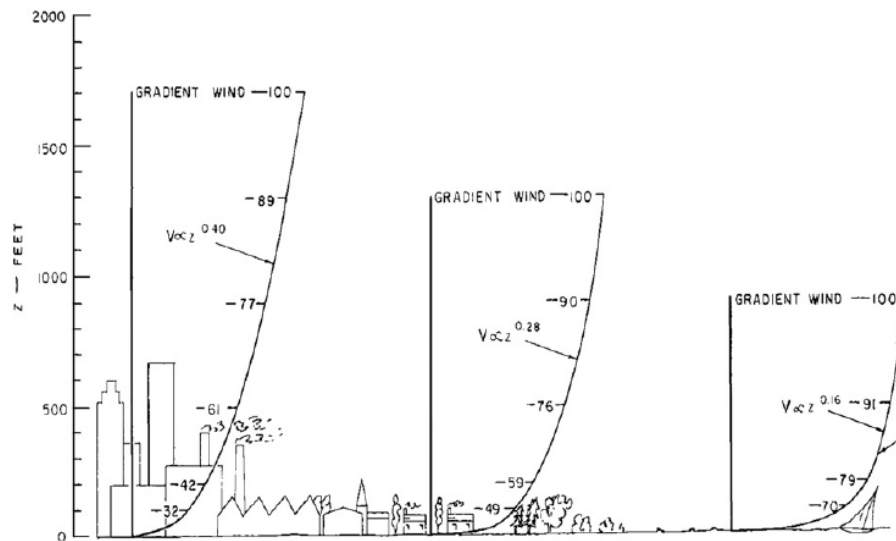 2000
1500
1000
500
0
Z — FEET
GRADIENT WIND —100
—89
V∝Z 0.40
—77
—61
—42
—32
GRADIENT WIND —100
—90
V∝Z 0.28
—76
—59
—49
GRADIENT WIND —100
V∝Z 0.16
—91
—79
—70